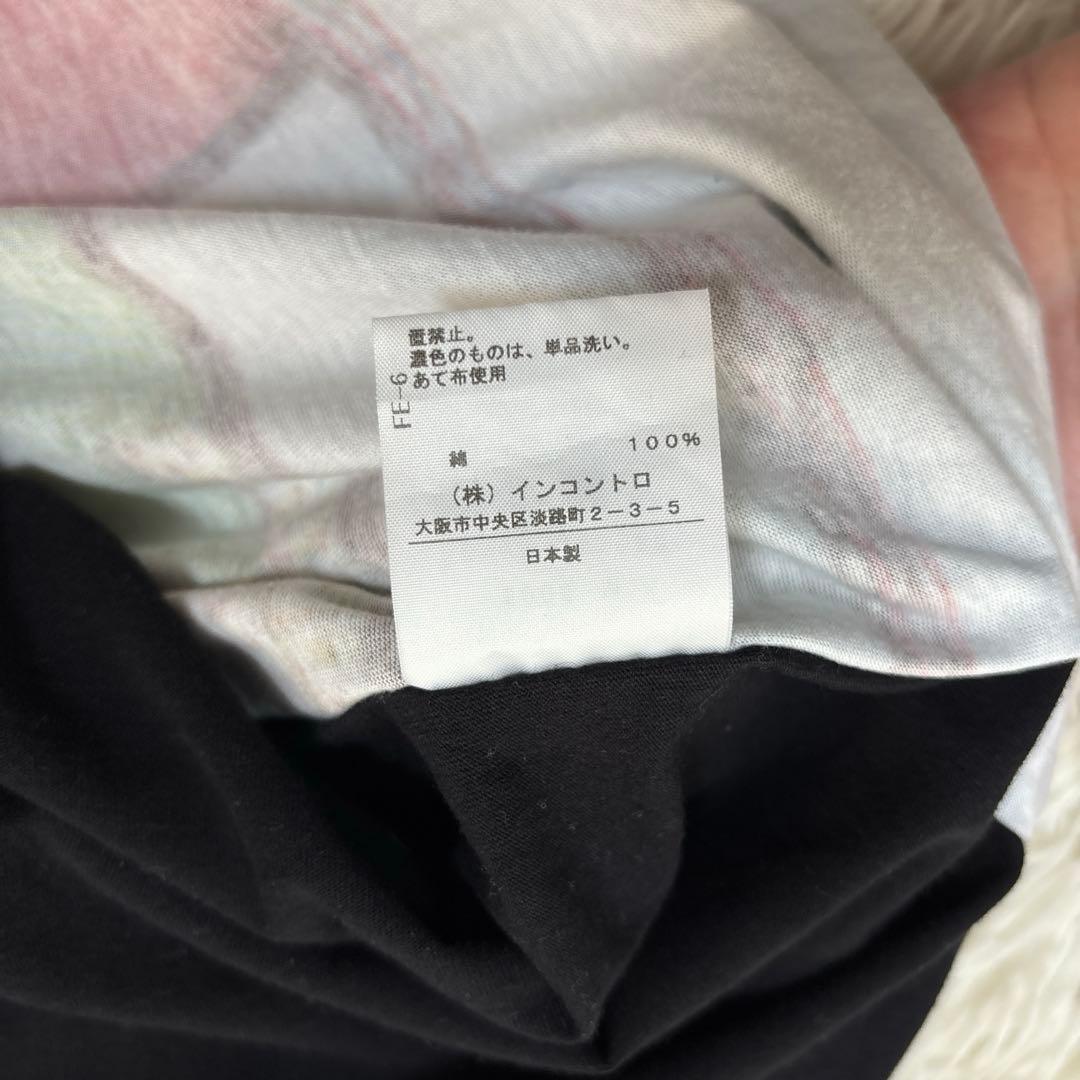 置禁止。
濃色のものは、単品洗い。
あて布使用
FE-6
綿 100%
（株）インコントロ
大阪市中央区淡路町2-3-5
日本製